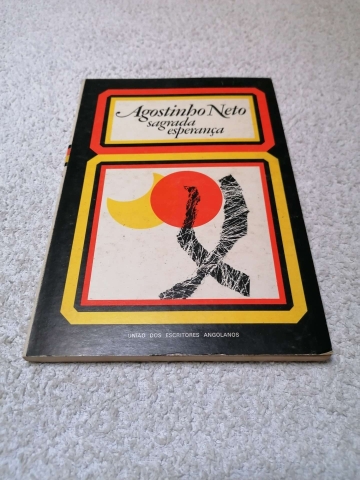 Agostinho Neto
sagrada
esperança
UNIÃO DOS ESCRITORES ANGOLANOS